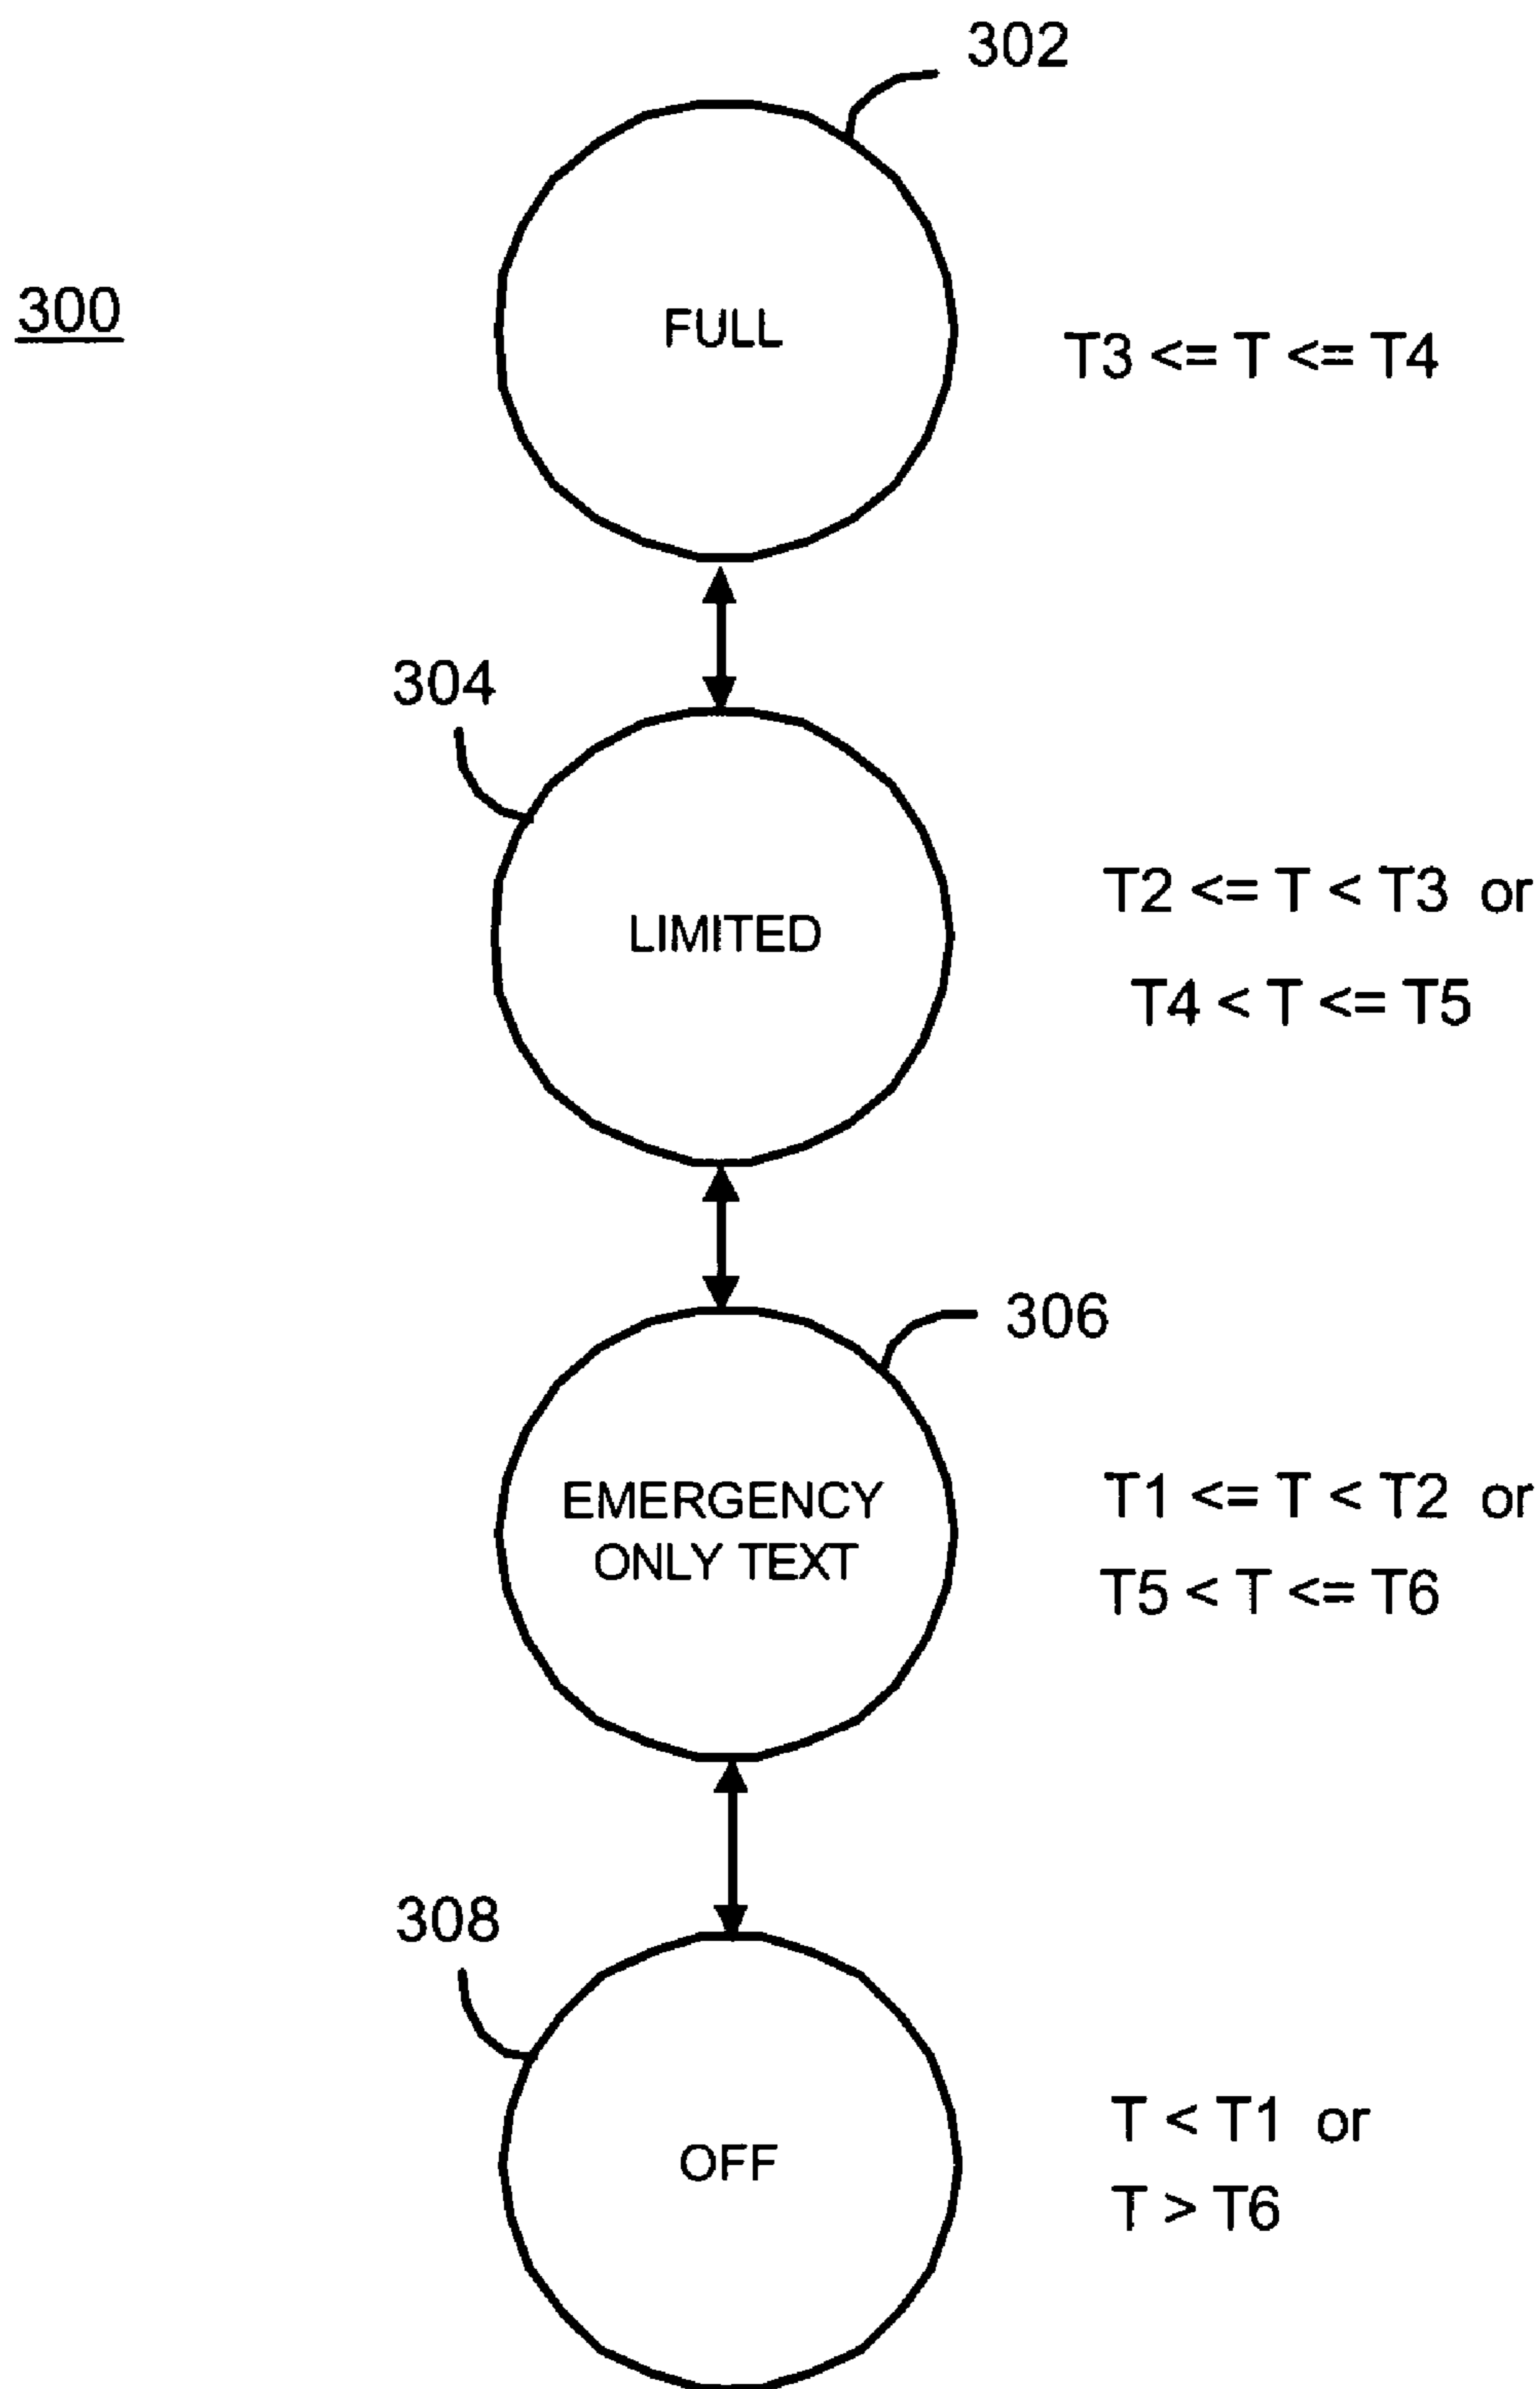 302
300
FULL
T3 <= T <= T4
304
LIMITED
T2 <= T < T3 or
T4 < T <= T5
306
EMERGENCY
ONLY TEXT
T1 <= T < T2 or
T5 < T <= T6
308
OFF
T < T1 or
T > T6